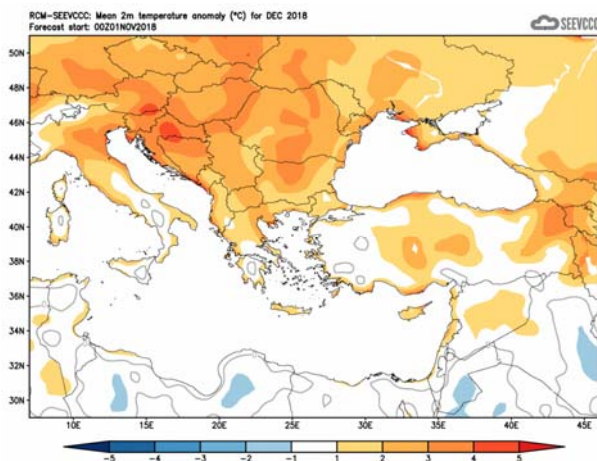 RCM-SEEVCCC: Mean 2m temperature anomaly (°C) for DEC 2018
Forecast start: 00Z01NOV2018
SEEVCCC
50N
48N
46N
44N
42N
40N
38N
36N
34N
32N
30N
10E 15E 20E 25E 30E 35E 40E 45E
-5 -4 -3 -2 -1 1 2 3 4 5